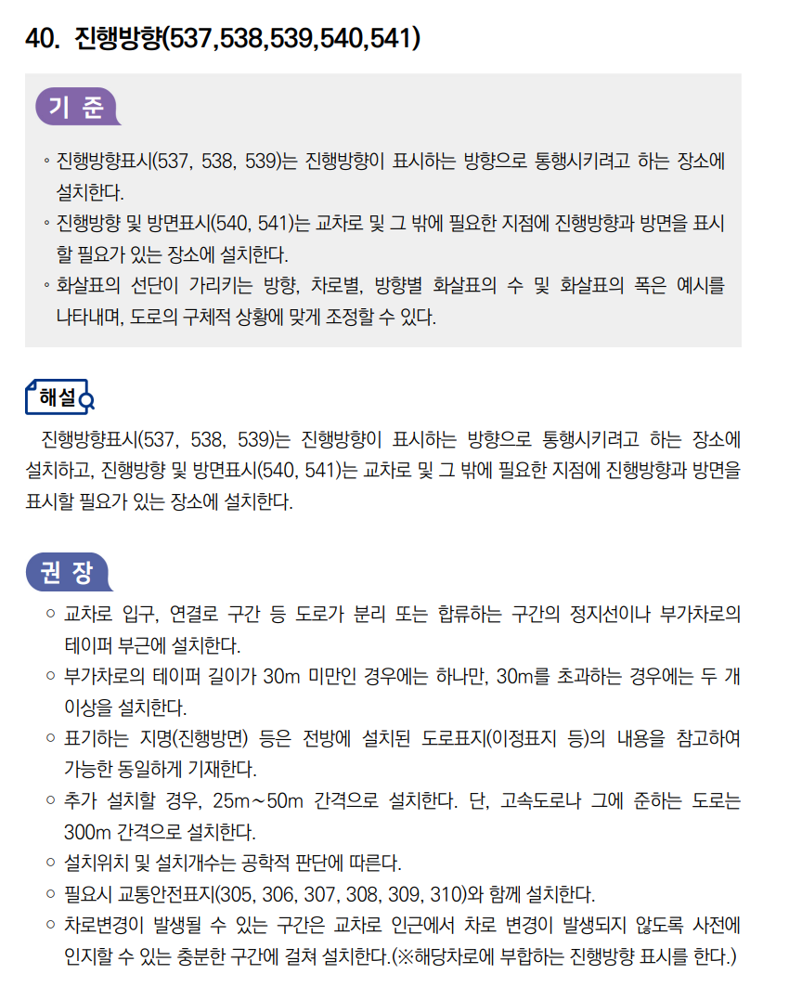 40. 진행방향(537,538,539,540,541)
기 준
◦ 진행방향표시(537, 538, 539)는 진행방향이 표시하는 방향으로 통행시키려고 하는 장소에
설치한다.
◦ 진행방향 및 방면표시(540, 541)는 교차로 및 그 밖에 필요한 지점에 진행방향과 방면을 표시
할 필요가 있는 장소에 설치한다.
◦ 화살표의 선단이 가리키는 방향, 차로별, 방향별 화살표의 수 및 화살표의 폭은 예시를
나타내며, 도로의 구체적 상황에 맞게 조정할 수 있다.
해설
진행방향표시(537, 538, 539)는 진행방향이 표시하는 방향으로 통행시키려고 하는 장소에
설치하고, 진행방향 및 방면표시(540, 541)는 교차로 및 그 밖에 필요한 지점에 진행방향과 방면을
표시할 필요가 있는 장소에 설치한다.
권 장
○ 교차로 입구, 연결로 구간 등 도로가 분리 또는 합류하는 구간의 정지선이나 부가차로의
테이퍼 부근에 설치한다.
○ 부가차로의 테이퍼 길이가 30m 미만인 경우에는 하나만, 30m를 초과하는 경우에는 두 개
이상을 설치한다.
○ 표기하는 지명(진행방면) 등은 전방에 설치된 도로표지(이정표지 등)의 내용을 참고하여
가능한 동일하게 기재한다.
○ 추가 설치할 경우, 25m~50m 간격으로 설치한다. 단, 고속도로나 그에 준하는 도로는
300m 간격으로 설치한다.
○ 설치위치 및 설치개수는 공학적 판단에 따른다.
○ 필요시 교통안전표지(305, 306, 307, 308, 309, 310)와 함께 설치한다.
○ 차로변경이 발생될 수 있는 구간은 교차로 인근에서 차로 변경이 발생되지 않도록 사전에
인지할 수 있는 충분한 구간에 걸쳐 설치한다.(※해당차로에 부합하는 진행방향 표시를 한다.)